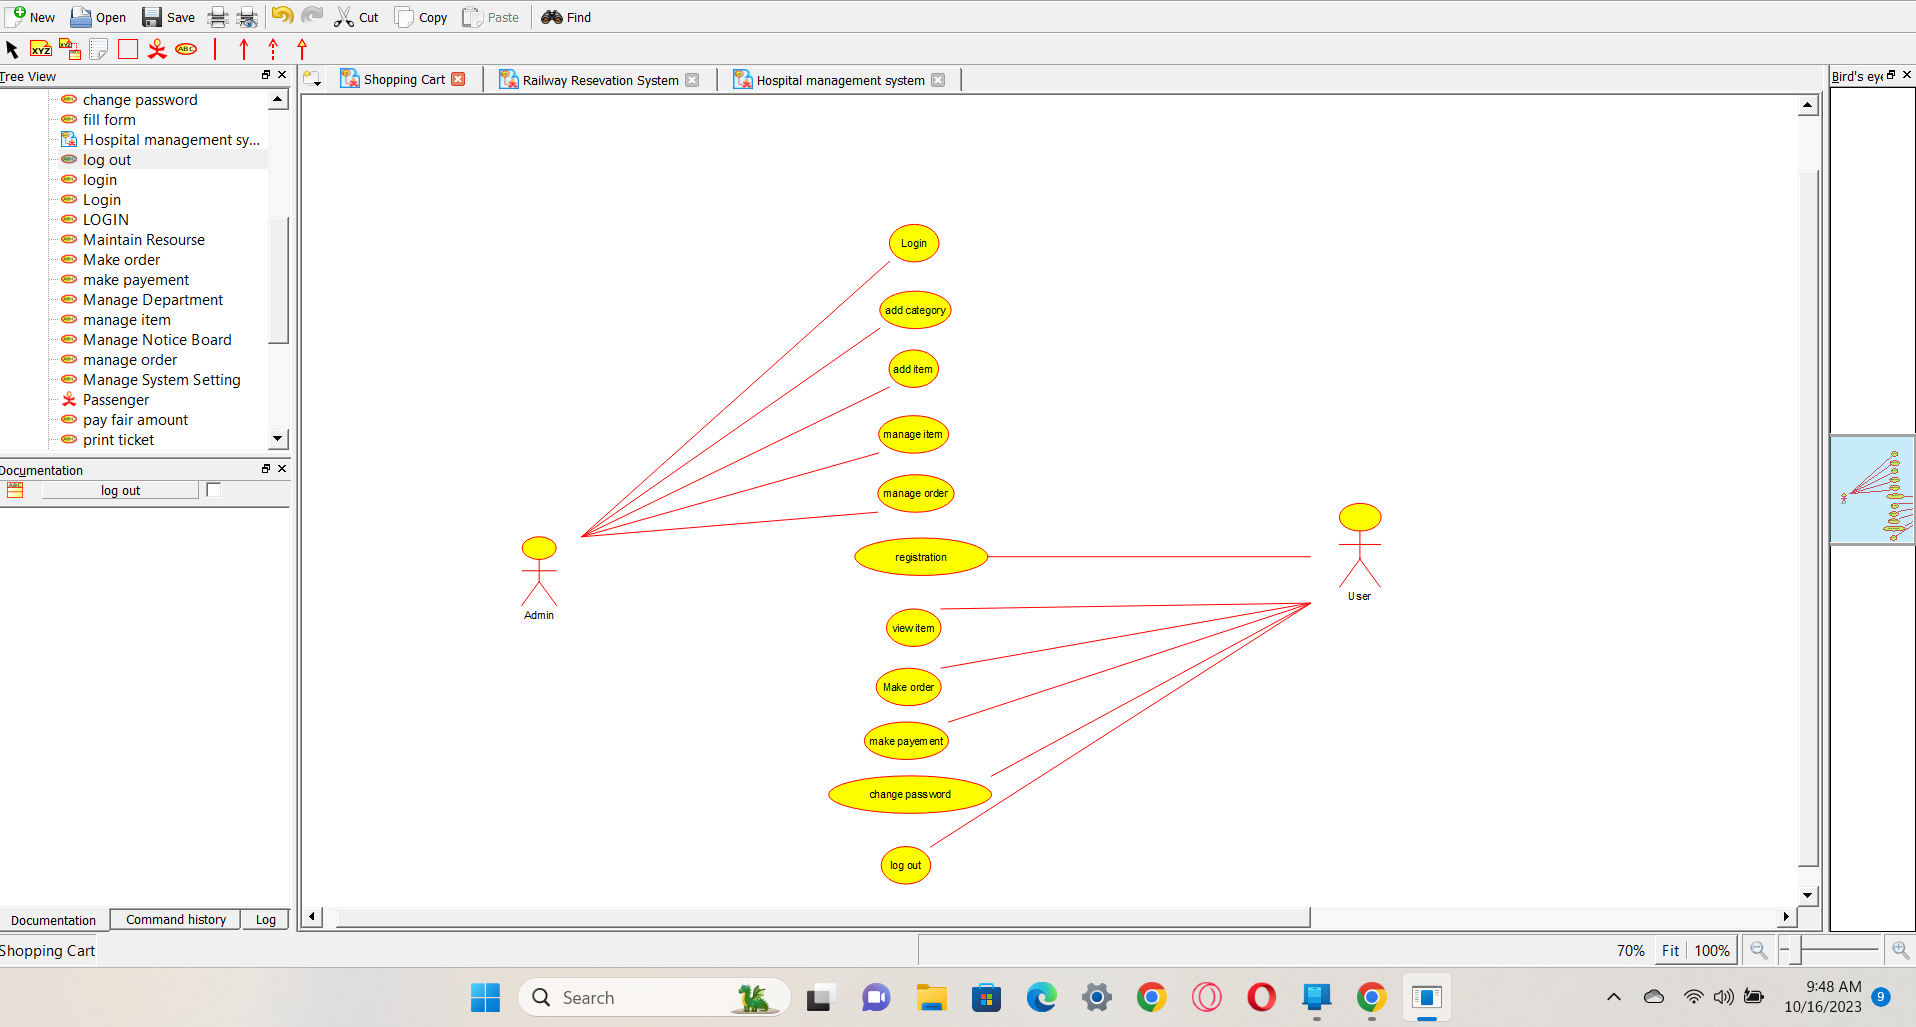 New Open Save Cut Copy Paste Find
XYZ XYZ ABC
Tree View
Shopping Cart Railway Resevation System Hospital management system
Bird's eye
change password
fill form
Hospital management sy...
log out
login
Login
LOGIN
Maintain Resourse
Make order
make payement
Manage Department
manage item
Manage Notice Board
manage order
Manage System Setting
Passenger
pay fair amount
print ticket
Documentation
log out
Documentation Command history Log
Login
add category
add item
manage item
manage order
registration
view item
Make order
make payement
change password
log out
Admin
User
Shopping Cart
70% Fit 100%
Search
9:48 AM
10/16/2023
9